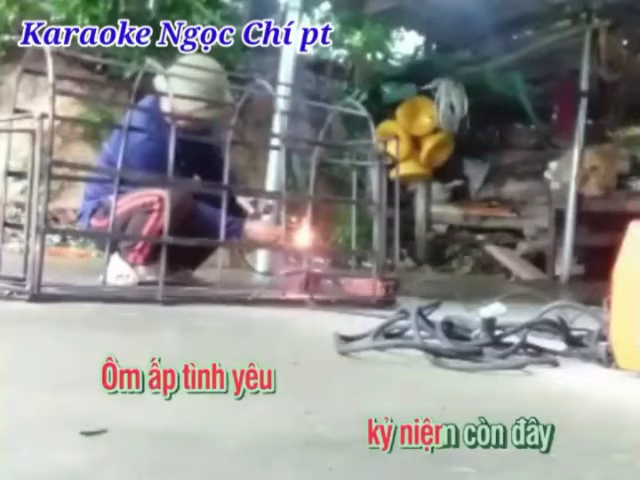 Karaoke Ngọc Chí pt
Ôm ấp tình yêu
kỷ niệm còn đây